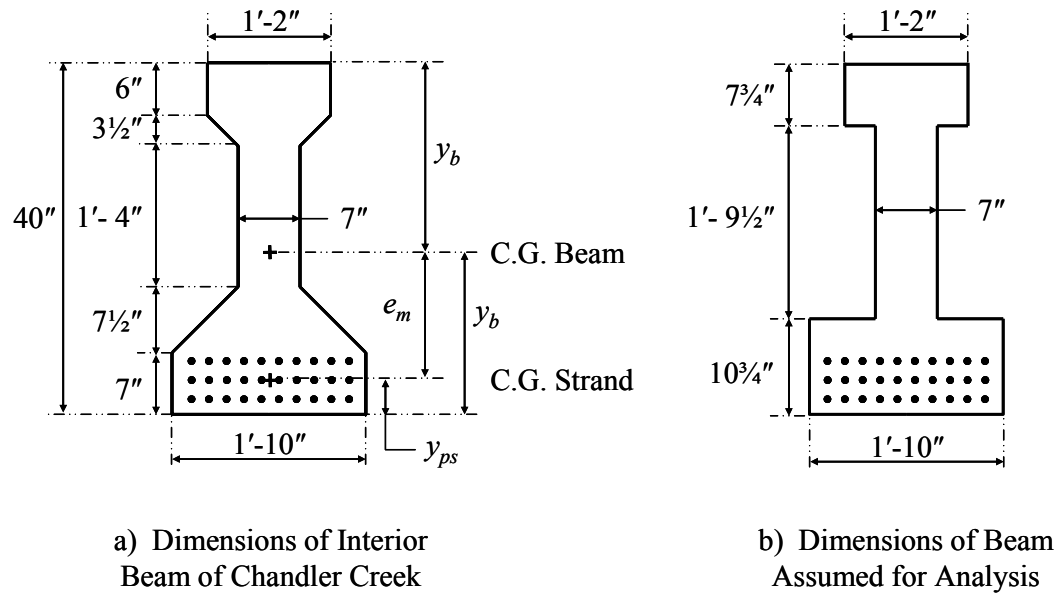 1′-2″
6″
3½″
40″
1′- 4″
7″
7½″
7″
1′-10″
y_b
C.G. Beam
e_m
y_b
C.G. Strand
y_ps
a) Dimensions of Interior
Beam of Chandler Creek
1′-2″
7¾″
1′- 9½″
7″
10¾″
1′-10″
b) Dimensions of Beam
Assumed for Analysis